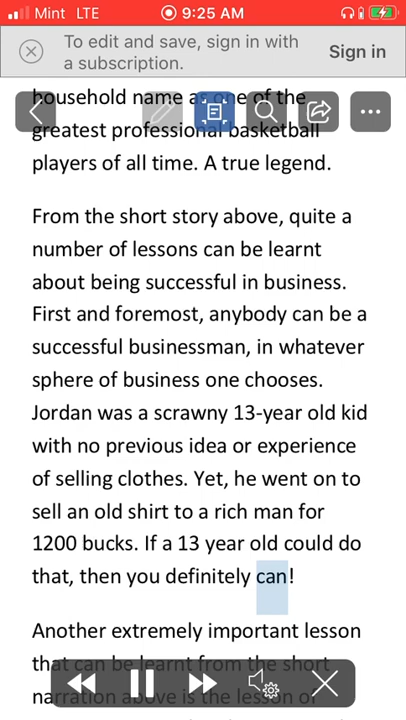 Mint LTE 9:25 AM
To edit and save, sign in with
a subscription.
Sign in
household name as one of the
greatest professional basketball
players of all time. A true legend.
From the short story above, quite a
number of lessons can be learnt
about being successful in business.
First and foremost, anybody can be a
successful businessman, in whatever
sphere of business one chooses.
Jordan was a scrawny 13-year old kid
with no previous idea or experience
of selling clothes. Yet, he went on to
sell an old shirt to a rich man for
1200 bucks. If a 13 year old could do
that, then you definitely can!
Another extremely important lesson
that can be learnt from the short
narration above is the lesson of